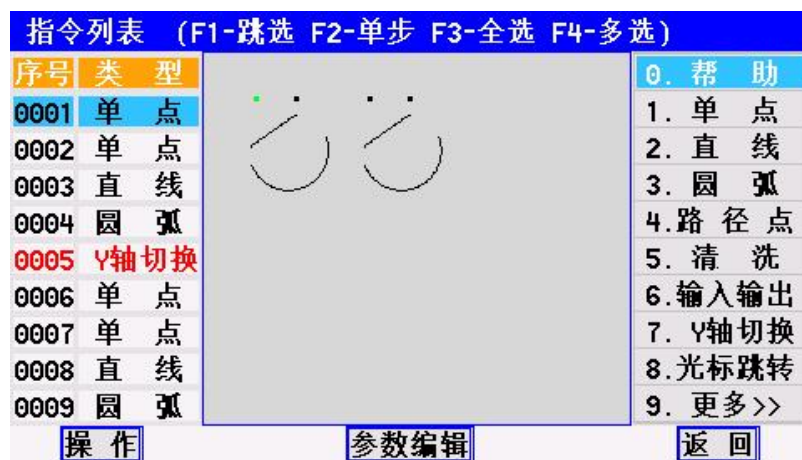 指令列表 (F1-跳选 F2-单步 F3-全选 F4-多选)
序号 类 型
0001 单 点
0002 单 点
0003 直 线
0004 圆 弧
0005 Y轴切换
0006 单 点
0007 单 点
0008 直 线
0009 圆 弧
0. 帮 助
1. 单 点
2. 直 线
3. 圆 弧
4.路 径 点
5. 清 洗
6.输入输出
7. Y轴切换
8.光标跳转
9. 更多>>
操 作 参数编辑 返 回